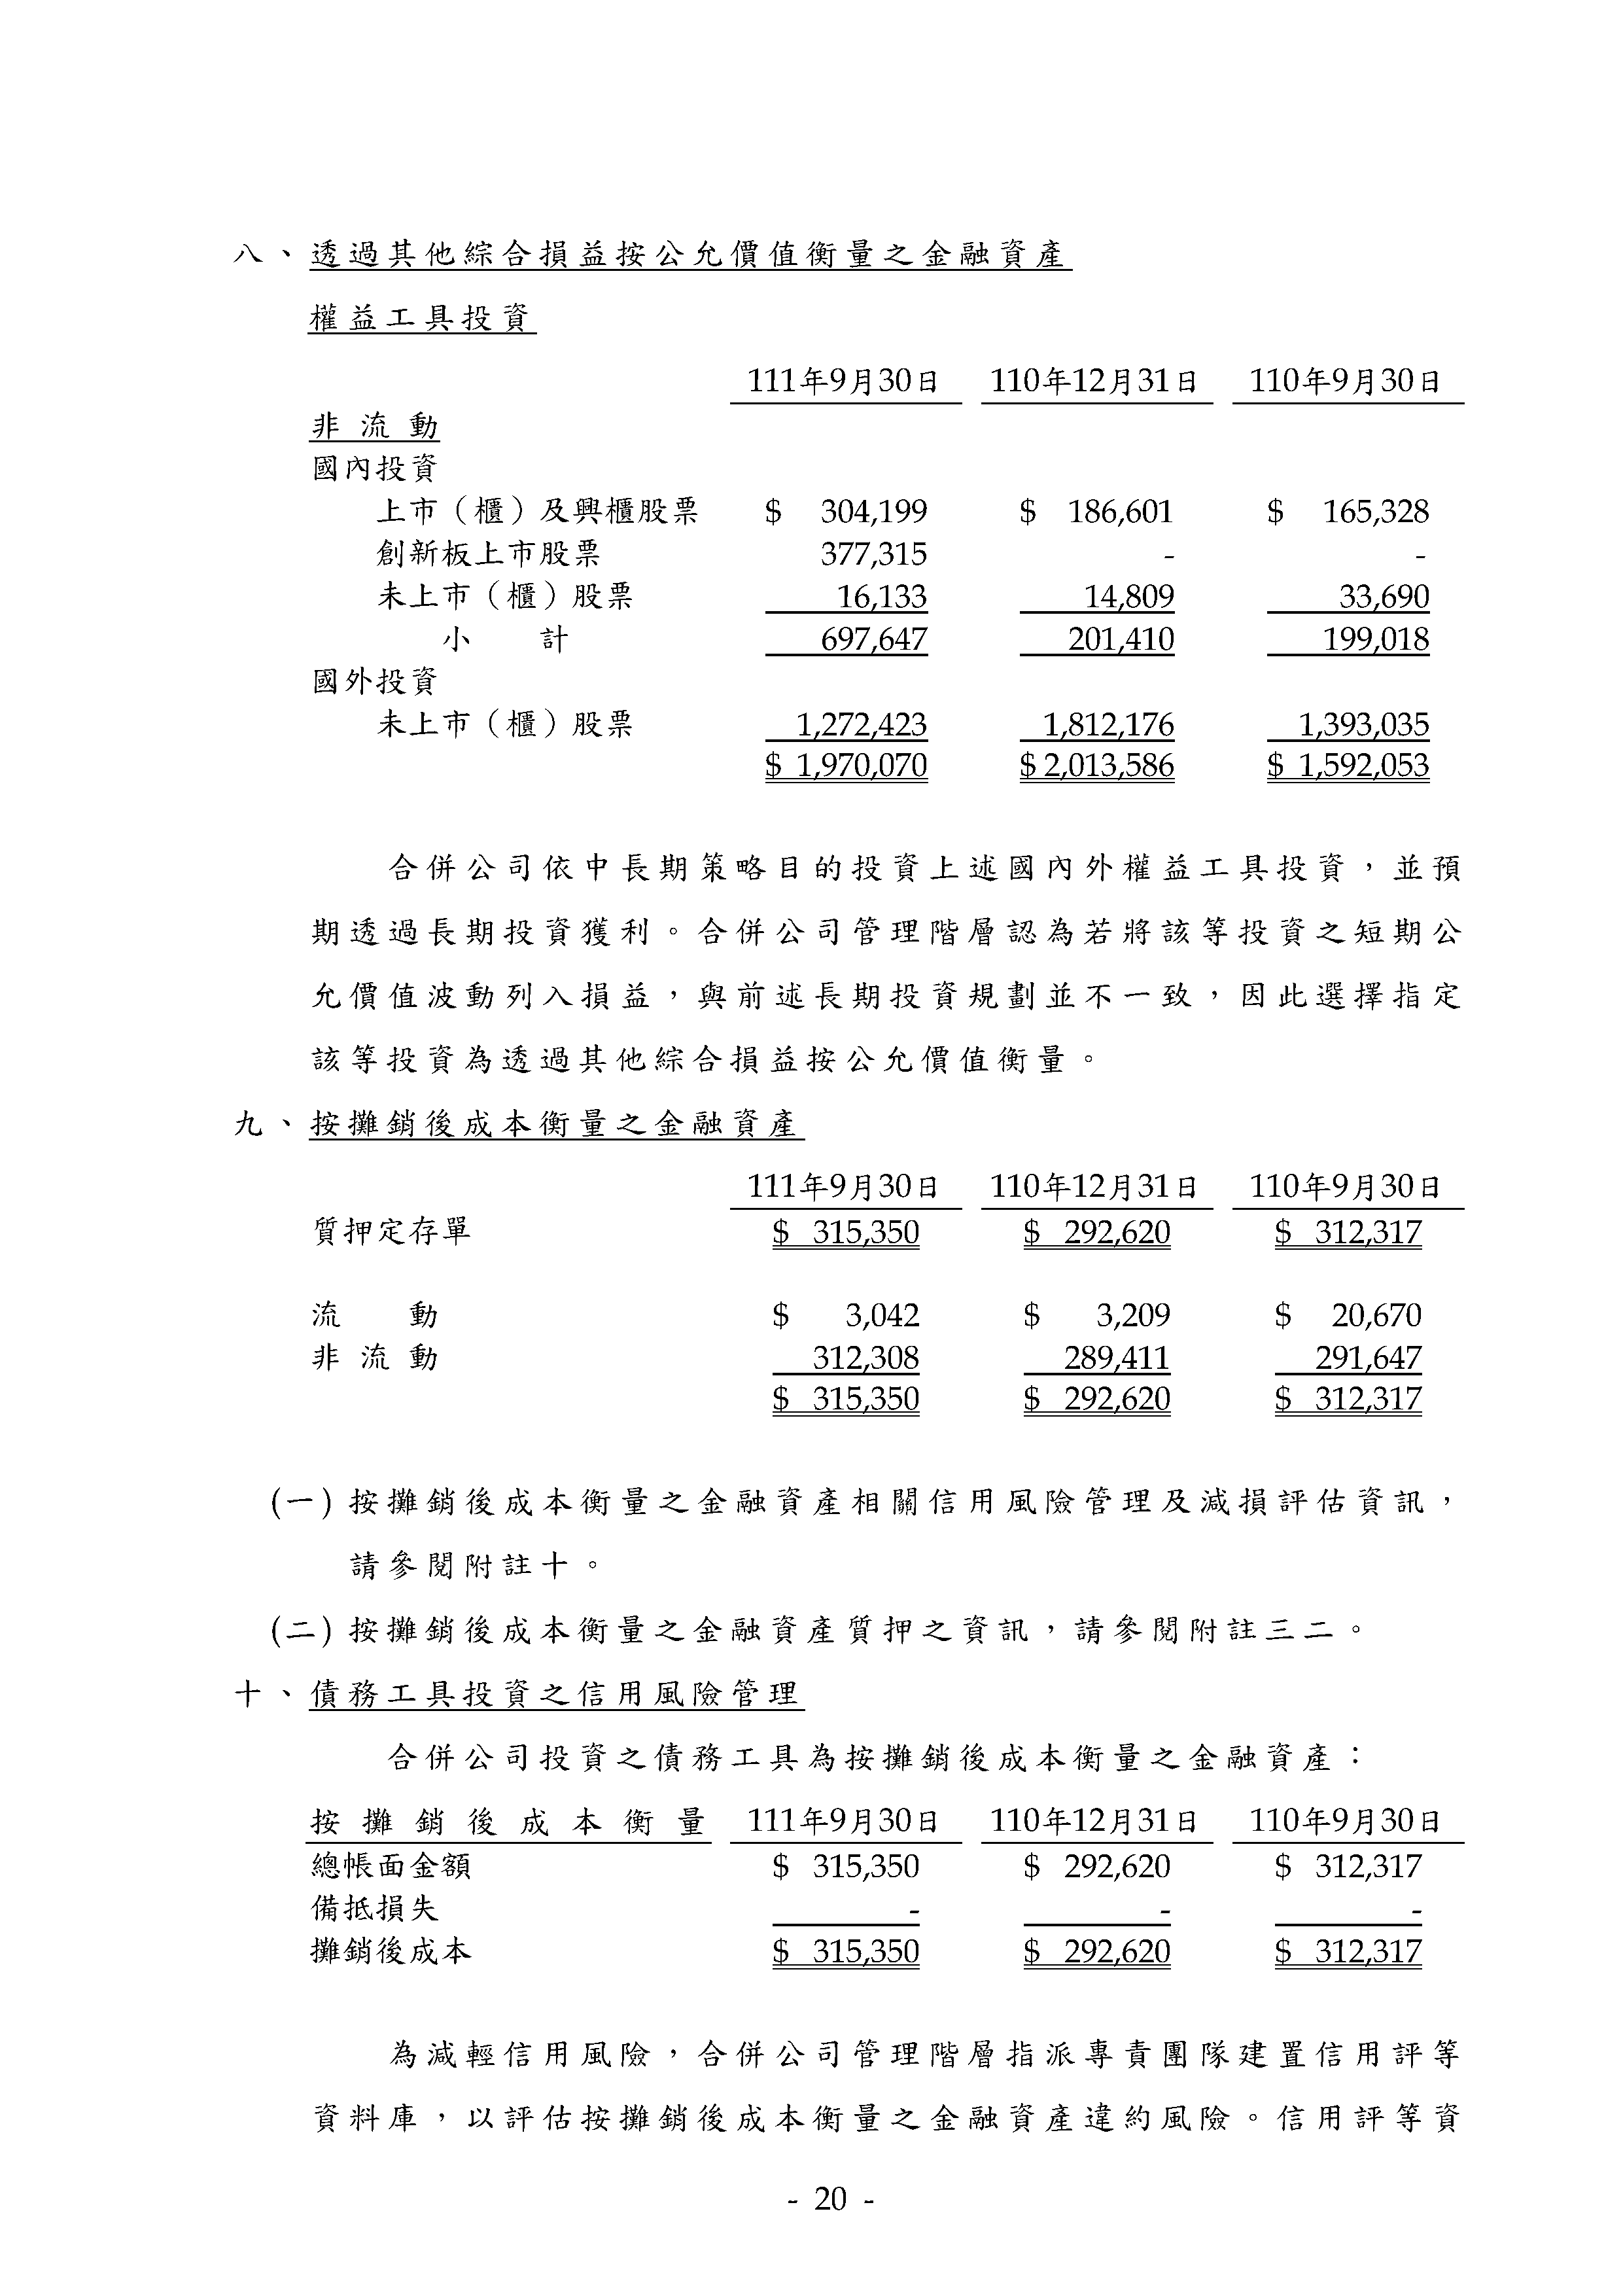 八、透過其他綜合損益按公允價值衡量之金融資產
權益工具投資
111年9月30日 110年12月31日 110年9月30日
非流動
國內投資
上市（櫃）及興櫃股票 $ 304,199 $ 186,601 $ 165,328
創新板上市股票 377,315 - -
未上市（櫃）股票 16,133 14,809 33,690
小計 697,647 201,410 199,018
國外投資
未上市（櫃）股票 1,272,423 1,812,176 1,393,035
$ 1,970,070 $ 2,013,586 $ 1,592,053
合併公司依中長期策略目的投資上述國內外權益工具投資，並預
期透過長期投資獲利。合併公司管理階層認為若將該等投資之短期公
允價值波動列入損益，與前述長期投資規劃並不一致，因此選擇指定
該等投資為透過其他綜合損益按公允價值衡量。
九、按攤銷後成本衡量之金融資產
111年9月30日 110年12月31日 110年9月30日
質押定存單 $ 315,350 $ 292,620 $ 312,317
流動 $ 3,042 $ 3,209 $ 20,670
非流動 312,308 289,411 291,647
$ 315,350 $ 292,620 $ 312,317
(一) 按攤銷後成本衡量之金融資產相關信用風險管理及減損評估資訊，
請參閱附註十。
(二) 按攤銷後成本衡量之金融資產質押之資訊，請參閱附註三二。
十、債務工具投資之信用風險管理
合併公司投資之債務工具為按攤銷後成本衡量之金融資產：
按攤銷後成本衡量 111年9月30日 110年12月31日 110年9月30日
總帳面金額 $ 315,350 $ 292,620 $ 312,317
備抵損失 - - -
攤銷後成本 $ 315,350 $ 292,620 $ 312,317
為減輕信用風險，合併公司管理階層指派專責團隊建置信用評等
資料庫，以評估按攤銷後成本衡量之金融資產違約風險。信用評等資
- 20 -